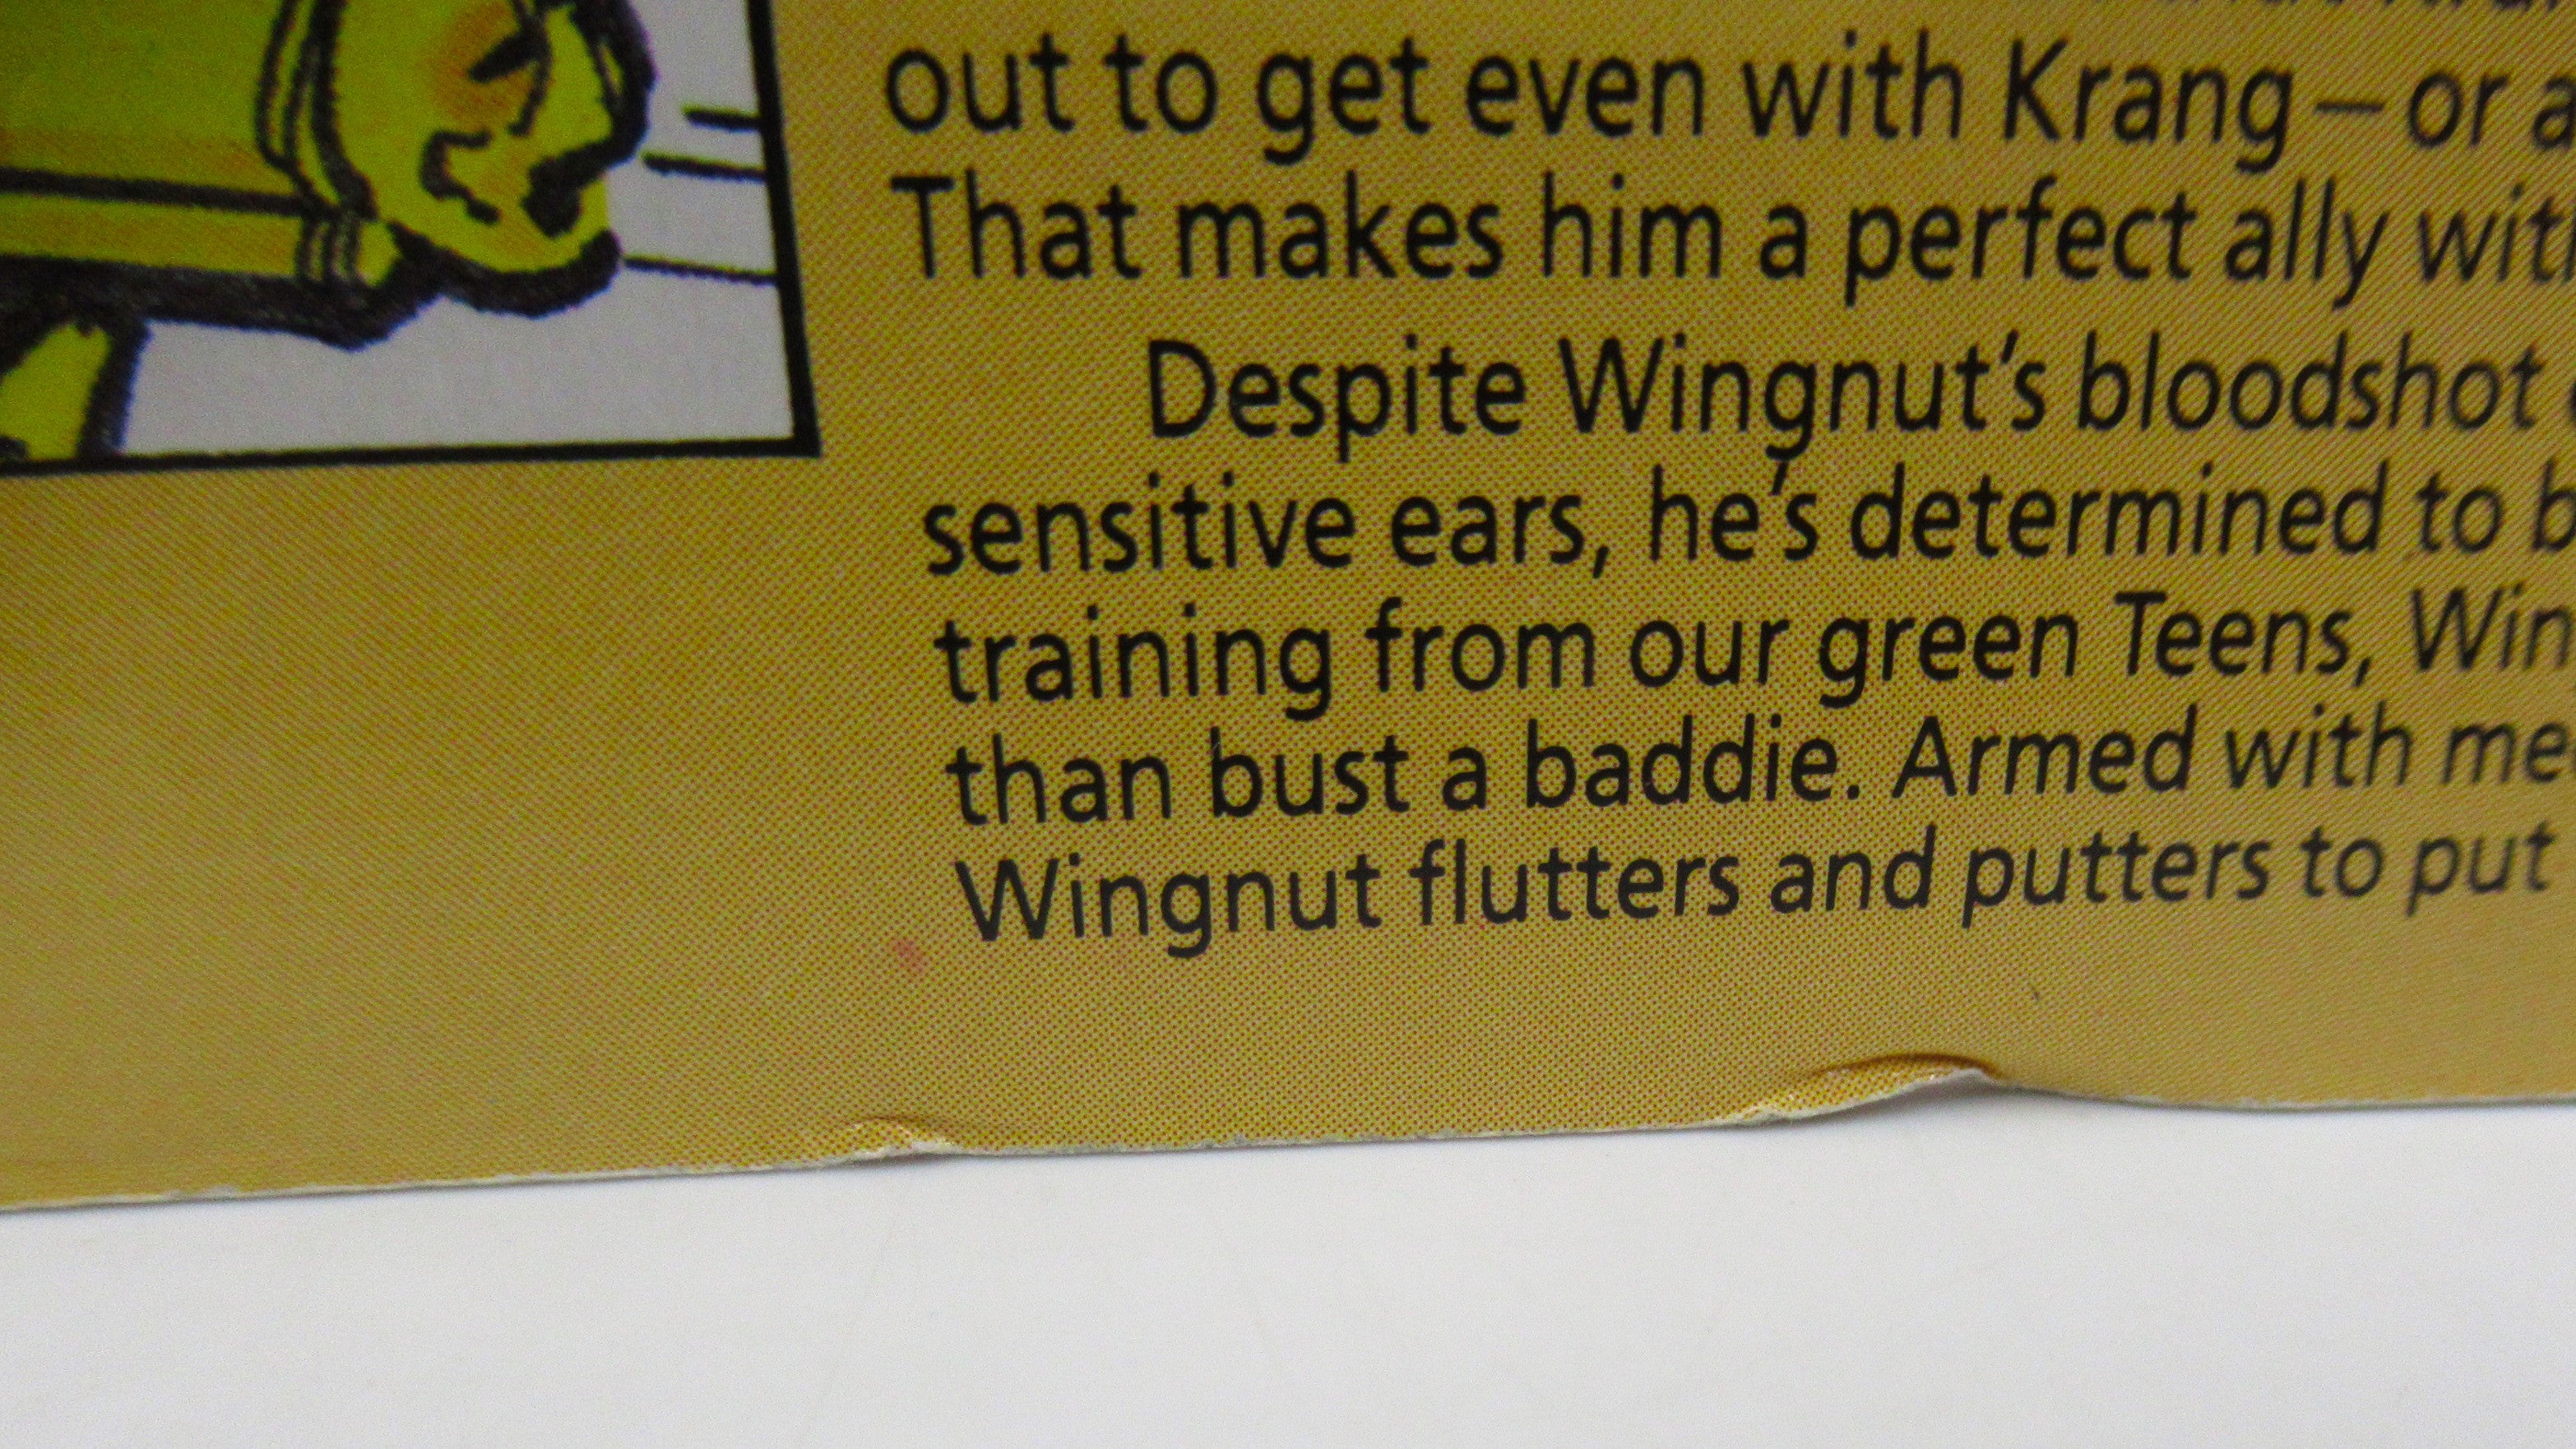 out to get even with Krang – or a
That makes him a perfect ally with
Despite Wingnut's bloodshot
sensitive ears, he's determined to b
training from our green Teens, Win
than bust a baddie. Armed with me
Wingnut flutters and putters to put